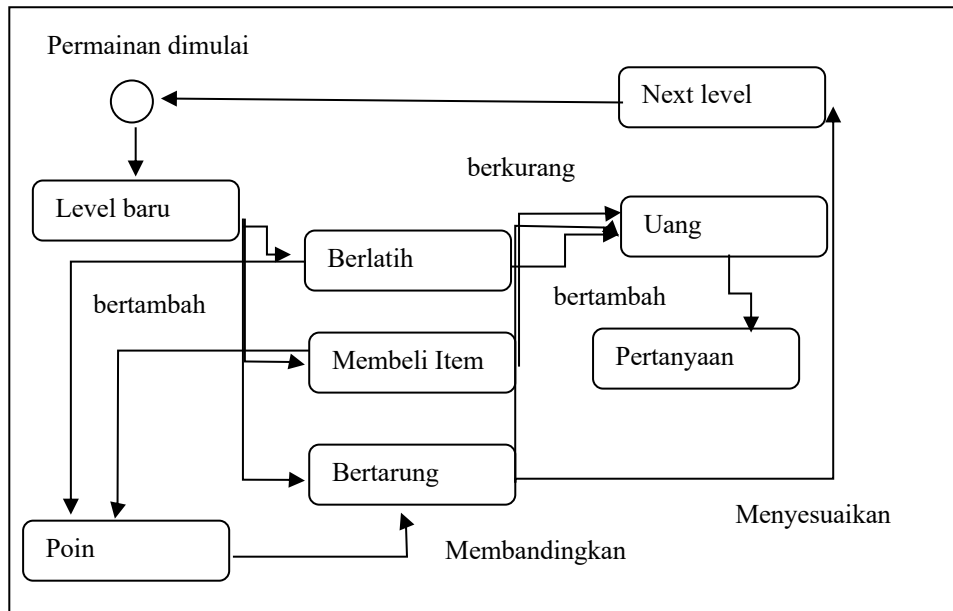 Permainan dimulai
Next level
berkurang
Level baru
Uang
Berlatih
bertambah
bertambah
Membeli Item
Pertanyaan
Bertarung
Menyesuaikan
Poin
Membandingkan